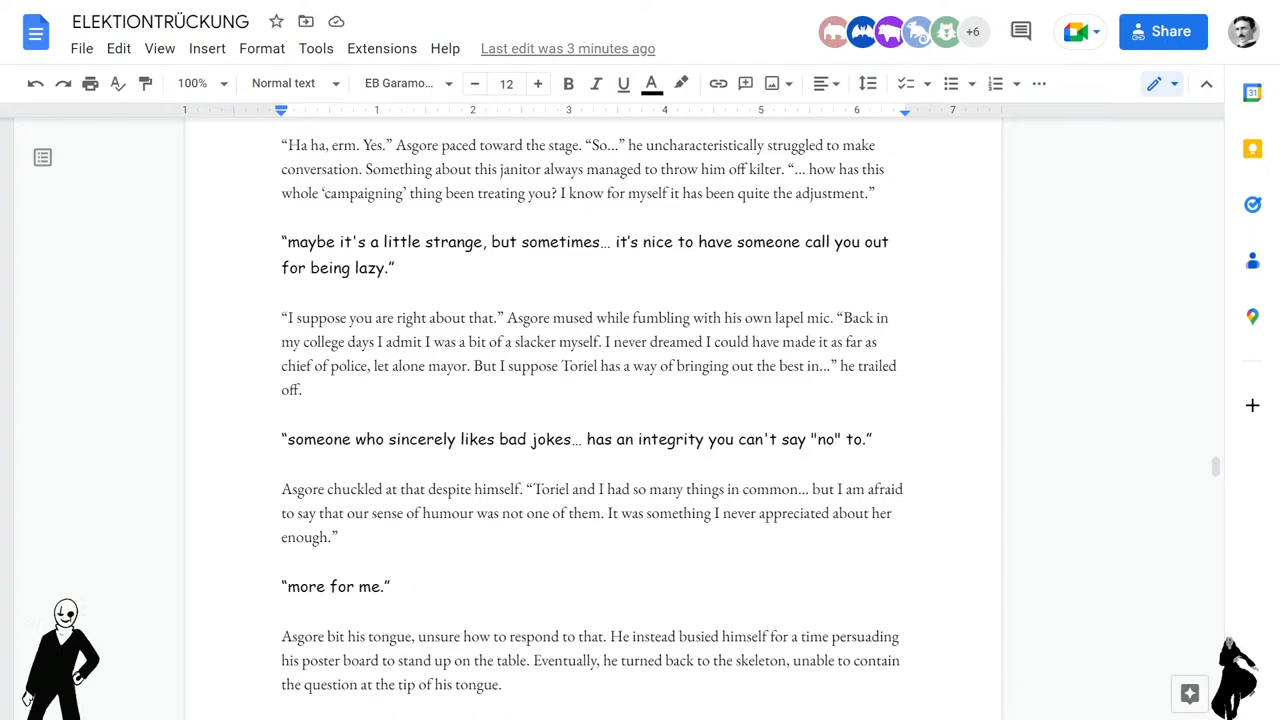 ELEKTIONTRÜCKUNG
File Edit View Insert Format Tools Extensions Help Last edit was 3 minutes ago
+6
Share
100% Normal text EB Garamo... 12
1 1 2 3 4 5 6 7
“Ha ha, erm. Yes.” Asgore paced toward the stage. “So…” he uncharacteristically struggled to make
conversation. Something about this janitor always managed to throw him off kilter. “… how has this
whole ‘campaigning’ thing been treating you? I know for myself it has been quite the adjustment.”
“maybe it's a little strange, but sometimes… it’s nice to have someone call you out
for being lazy.”
“I suppose you are right about that.” Asgore mused while fumbling with his own lapel mic. “Back in
my college days I admit I was a bit of a slacker myself. I never dreamed I could have made it as far as
chief of police, let alone mayor. But I suppose Toriel has a way of bringing out the best in…” he trailed
off.
“someone who sincerely likes bad jokes… has an integrity you can't say "no" to.”
Asgore chuckled at that despite himself. “Toriel and I had so many things in common… but I am afraid
to say that our sense of humour was not one of them. It was something I never appreciated about her
enough.”
“more for me.”
Asgore bit his tongue, unsure how to respond to that. He instead busied himself for a time persuading
his poster board to stand up on the table. Eventually, he turned back to the skeleton, unable to contain
the question at the tip of his tongue.